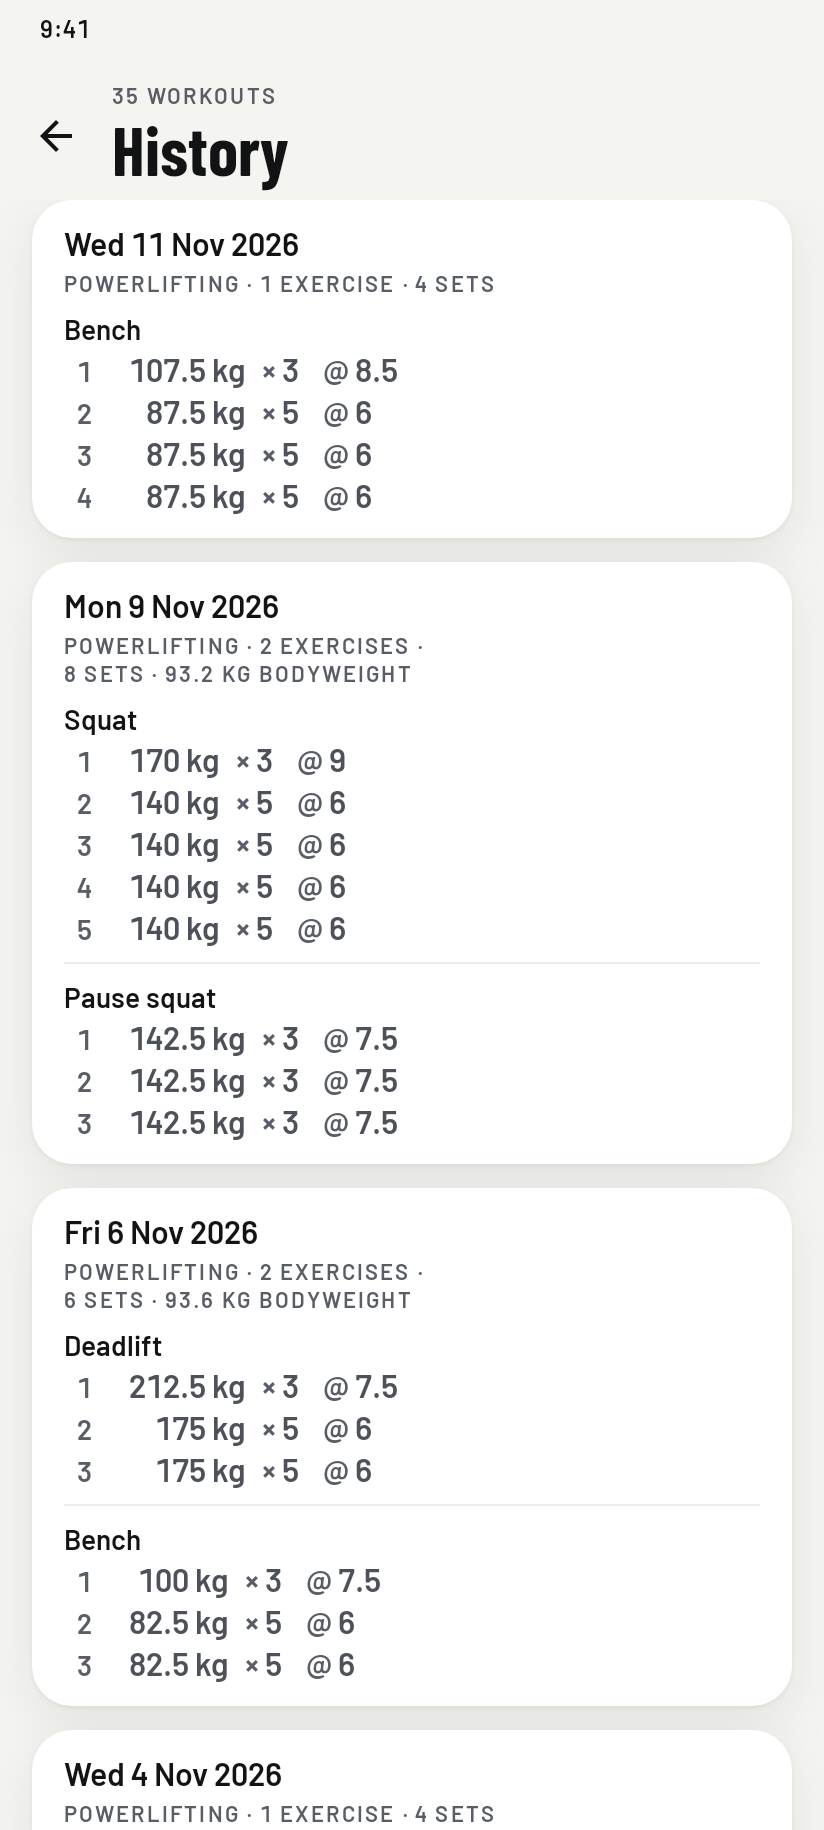 9:41
35 WORKOUTS
History
Wed 11 Nov 2026
POWERLIFTING · 1 EXERCISE · 4 SETS
Bench
1 107.5 kg × 3 @ 8.5
2 87.5 kg × 5 @ 6
3 87.5 kg × 5 @ 6
4 87.5 kg × 5 @ 6
Mon 9 Nov 2026
POWERLIFTING · 2 EXERCISES ·
8 SETS · 93.2 KG BODYWEIGHT
Squat
1 170 kg × 3 @ 9
2 140 kg × 5 @ 6
3 140 kg × 5 @ 6
4 140 kg × 5 @ 6
5 140 kg × 5 @ 6
Pause squat
1 142.5 kg × 3 @ 7.5
2 142.5 kg × 3 @ 7.5
3 142.5 kg × 3 @ 7.5
Fri 6 Nov 2026
POWERLIFTING · 2 EXERCISES ·
6 SETS · 93.6 KG BODYWEIGHT
Deadlift
1 212.5 kg × 3 @ 7.5
2 175 kg × 5 @ 6
3 175 kg × 5 @ 6
Bench
1 100 kg × 3 @ 7.5
2 82.5 kg × 5 @ 6
3 82.5 kg × 5 @ 6
Wed 4 Nov 2026
POWERLIFTING · 1 EXERCISE · 4 SETS